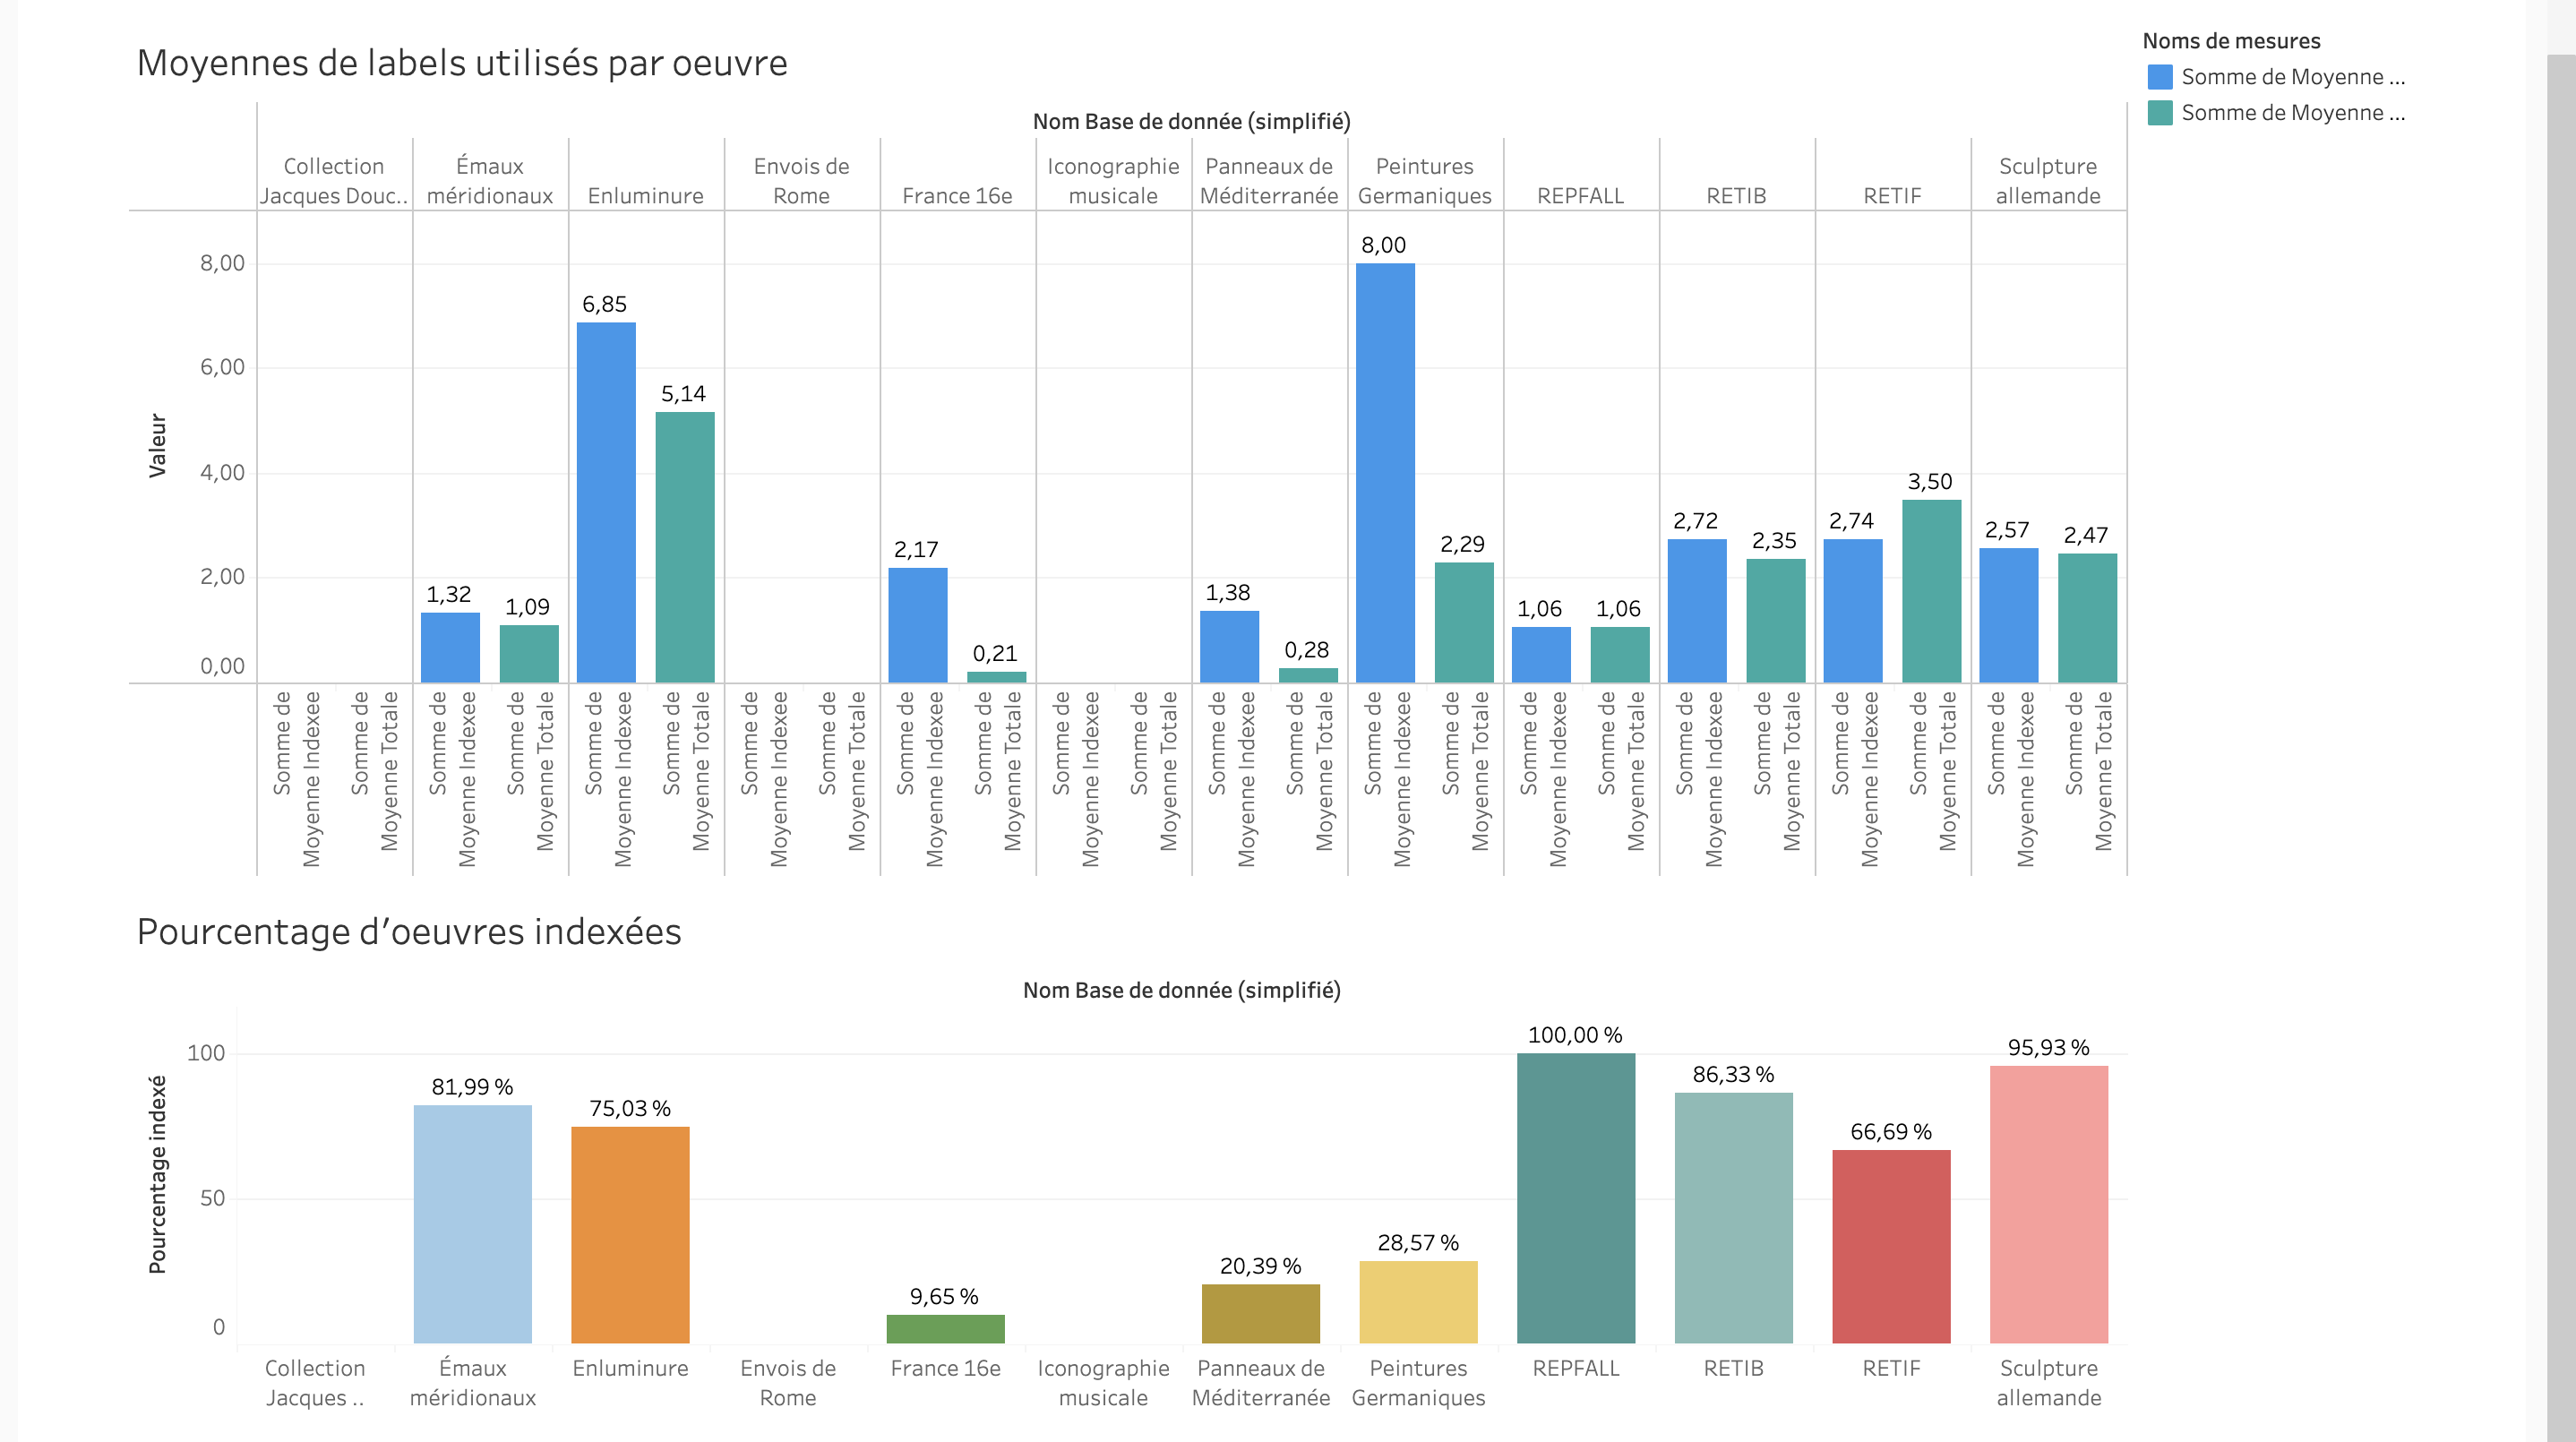 Moyennes de labels utilisés par oeuvre
Noms de mesures
Somme de Moyenne ...
Somme de Moyenne ...
Nom Base de donnée (simplifié)
Collection Jacques Douc..
Émaux méridionaux
Enluminure
Envois de Rome
France 16e
Iconographie musicale
Panneaux de Méditerranée
Peintures Germaniques
REPFALL
RETIB
RETIF
Sculpture allemande
Valeur
8,00
6,00
4,00
2,00
0,00
1,32
1,09
6,85
5,14
2,17
0,21
1,38
0,28
8,00
2,29
1,06
1,06
2,72
2,35
2,74
3,50
2,57
2,47
Somme de Moyenne Indexee
Somme de Moyenne Totale
Somme de Moyenne Indexee
Somme de Moyenne Totale
Somme de Moyenne Indexee
Somme de Moyenne Totale
Somme de Moyenne Indexee
Somme de Moyenne Totale
Somme de Moyenne Indexee
Somme de Moyenne Totale
Somme de Moyenne Indexee
Somme de Moyenne Totale
Somme de Moyenne Indexee
Somme de Moyenne Totale
Somme de Moyenne Indexee
Somme de Moyenne Totale
Somme de Moyenne Indexee
Somme de Moyenne Totale
Somme de Moyenne Indexee
Somme de Moyenne Totale
Somme de Moyenne Indexee
Somme de Moyenne Totale
Somme de Moyenne Indexee
Somme de Moyenne Totale
Pourcentage d’oeuvres indexées
Nom Base de donnée (simplifié)
Pourcentage indexé
100
50
0
81,99 %
75,03 %
9,65 %
20,39 %
28,57 %
100,00 %
86,33 %
66,69 %
95,93 %
Collection Jacques ..
Émaux méridionaux
Enluminure
Envois de Rome
France 16e
Iconographie musicale
Panneaux de Méditerranée
Peintures Germaniques
REPFALL
RETIB
RETIF
Sculpture allemande